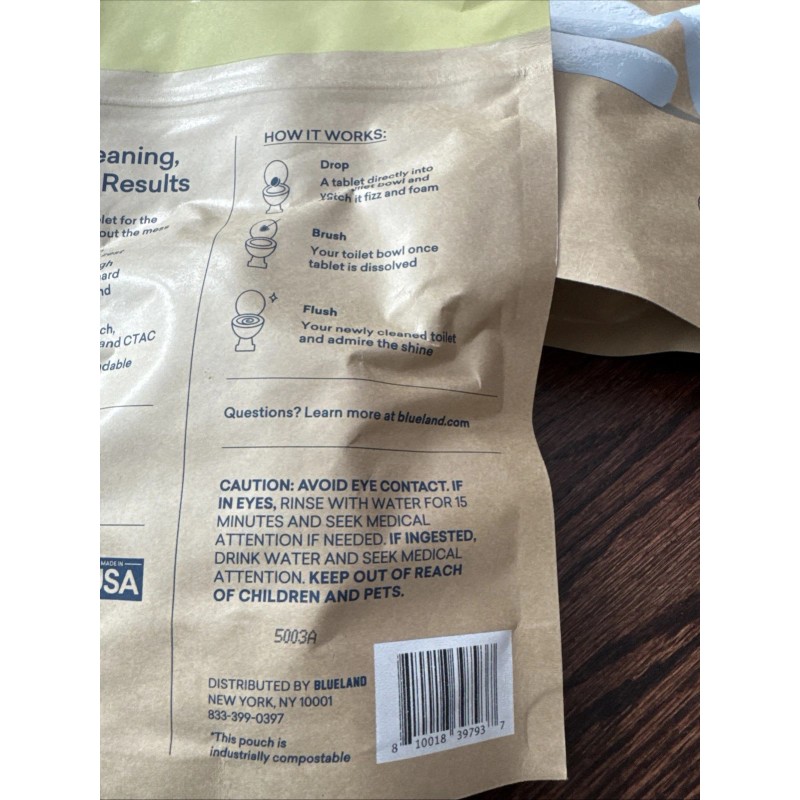 eaning,
Results
let for the
out the mess
gh
ard
nd
ch,
and CTAC
dable
MADE IN
USA
HOW IT WORKS:
Drop
A tablet directly into
toilet bowl and
watch it fizz and foam
Brush
Your toilet bowl once
tablet is dissolved
Flush
Your newly cleaned toilet
and admire the shine
Questions? Learn more at blueland.com
CAUTION: AVOID EYE CONTACT. IF
IN EYES, RINSE WITH WATER FOR 15
MINUTES AND SEEK MEDICAL
ATTENTION IF NEEDED. IF INGESTED,
DRINK WATER AND SEEK MEDICAL
ATTENTION. KEEP OUT OF REACH
OF CHILDREN AND PETS.
5003A
DISTRIBUTED BY BLUELAND
NEW YORK, NY 10001
833-399-0397
*This pouch is
industrially compostable
8 10018 39793 7